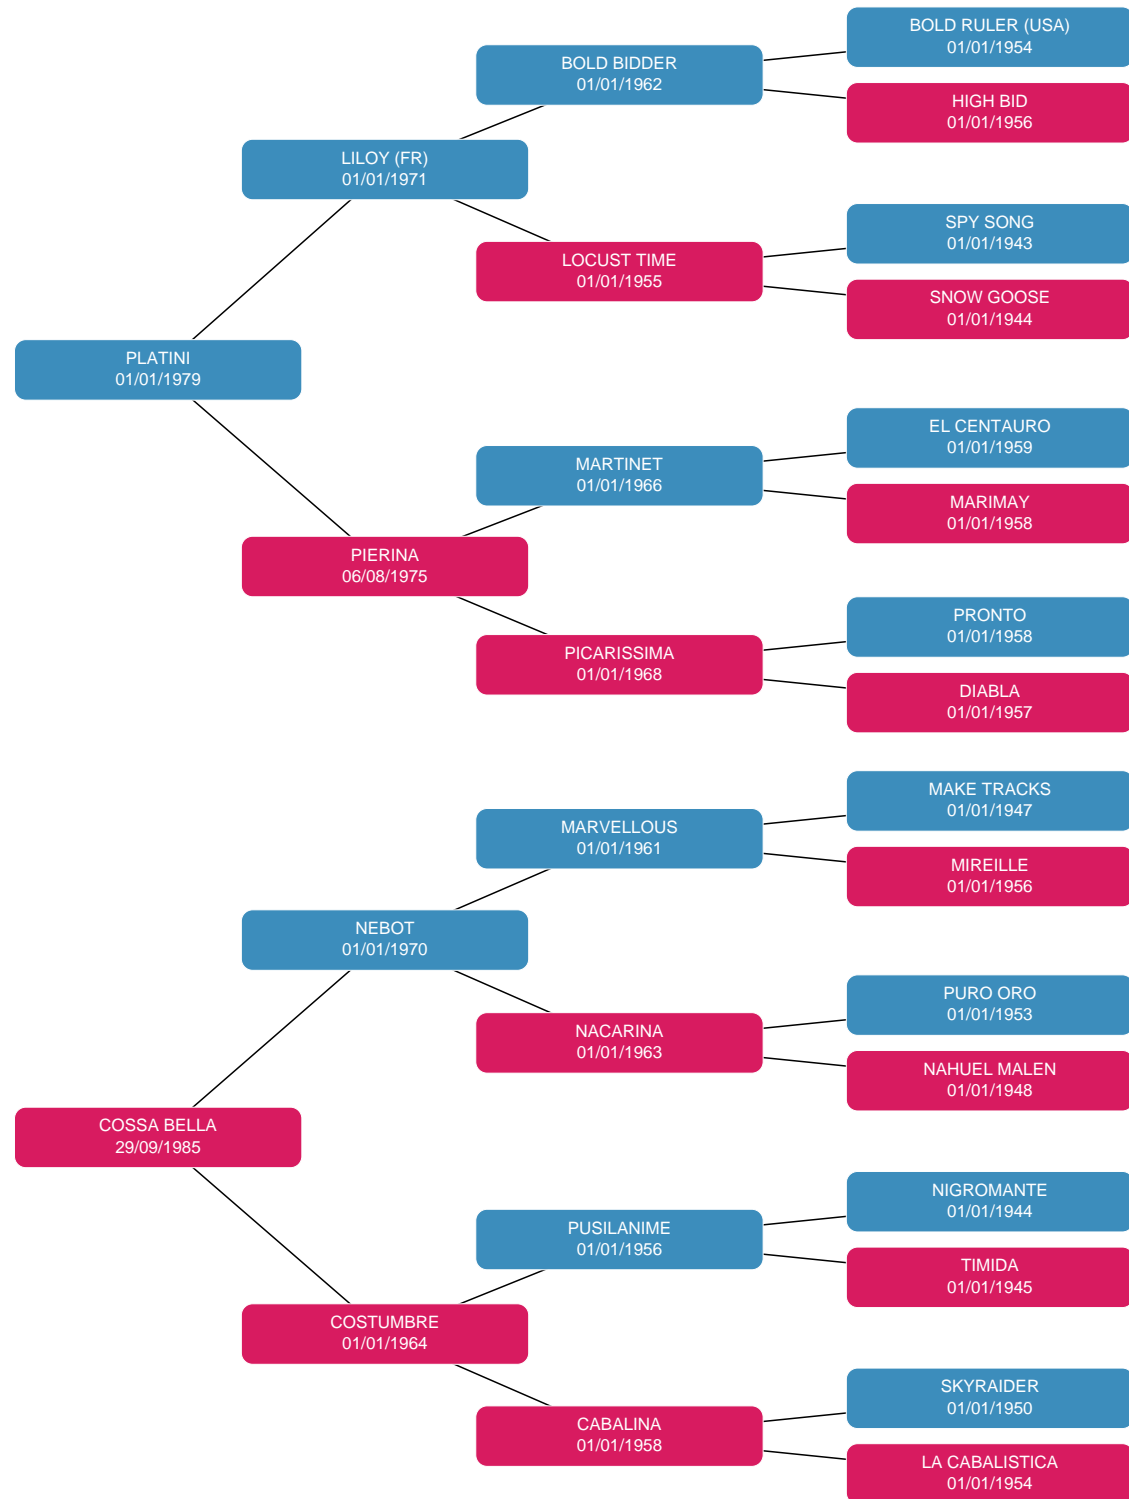 BOLD RULER (USA)
01/01/1954
BOLD BIDDER
01/01/1962
HIGH BID
01/01/1956
LILOY (FR)
01/01/1971
SPY SONG
01/01/1943
LOCUST TIME
01/01/1955
SNOW GOOSE
01/01/1944
PLATINI
01/01/1979
EL CENTAURO
01/01/1959
MARTINET
01/01/1966
MARIMAY
01/01/1958
PIERINA
06/08/1975
PRONTO
01/01/1958
PICARISSIMA
01/01/1968
DIABLA
01/01/1957
MAKE TRACKS
01/01/1947
MARVELLOUS
01/01/1961
MIREILLE
01/01/1956
NEBOT
01/01/1970
PURO ORO
01/01/1953
NACARINA
01/01/1963
NAHUEL MALEN
01/01/1948
COSSA BELLA
29/09/1985
NIGROMANTE
01/01/1944
PUSILANIME
01/01/1956
TIMIDA
01/01/1945
COSTUMBRE
01/01/1964
SKYRAIDER
01/01/1950
CABALINA
01/01/1958
LA CABALISTICA
01/01/1954